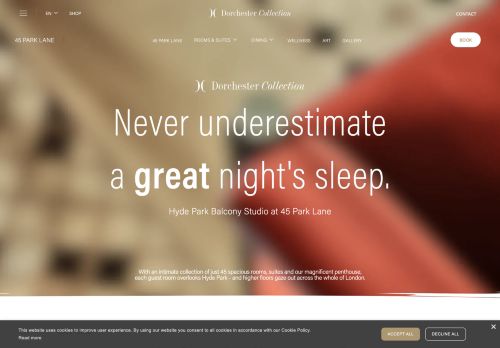 EN SHOP Dorchester Collection CONTACT
45 PARK LANE 45 PARK LANE ROOMS & SUITES DINING WELLNESS ART GALLERY BOOK
Dorchester Collection
Never underestimate
a great night's sleep.
Hyde Park Balcony Studio at 45 Park Lane
With an intimate collection of just 45 spacious rooms, suites and our magnificent penthouse,
each guest room overlooks Hyde Park - and higher floors gaze out across the whole of London.
This website uses cookies to improve user experience. By using our website you consent to all cookies in accordance with our Cookie Policy.
Read more
ACCEPT ALL DECLINE ALL